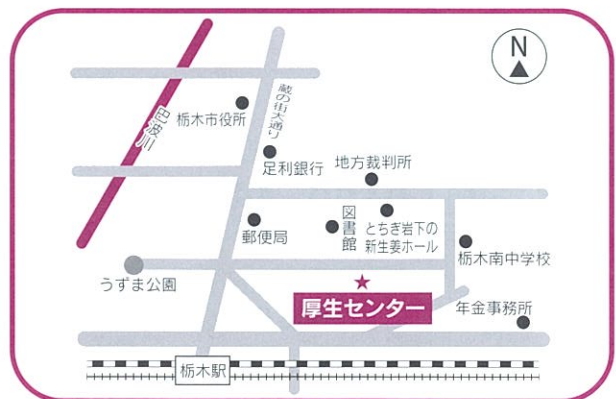 N
蔵の街大通り
巴波川
栃木市役所
足利銀行
地方裁判所
郵便局
図書館
とちぎ岩下の
新生姜ホール
栃木南中学校
うずま公園
厚生センター
年金事務所
栃木駅